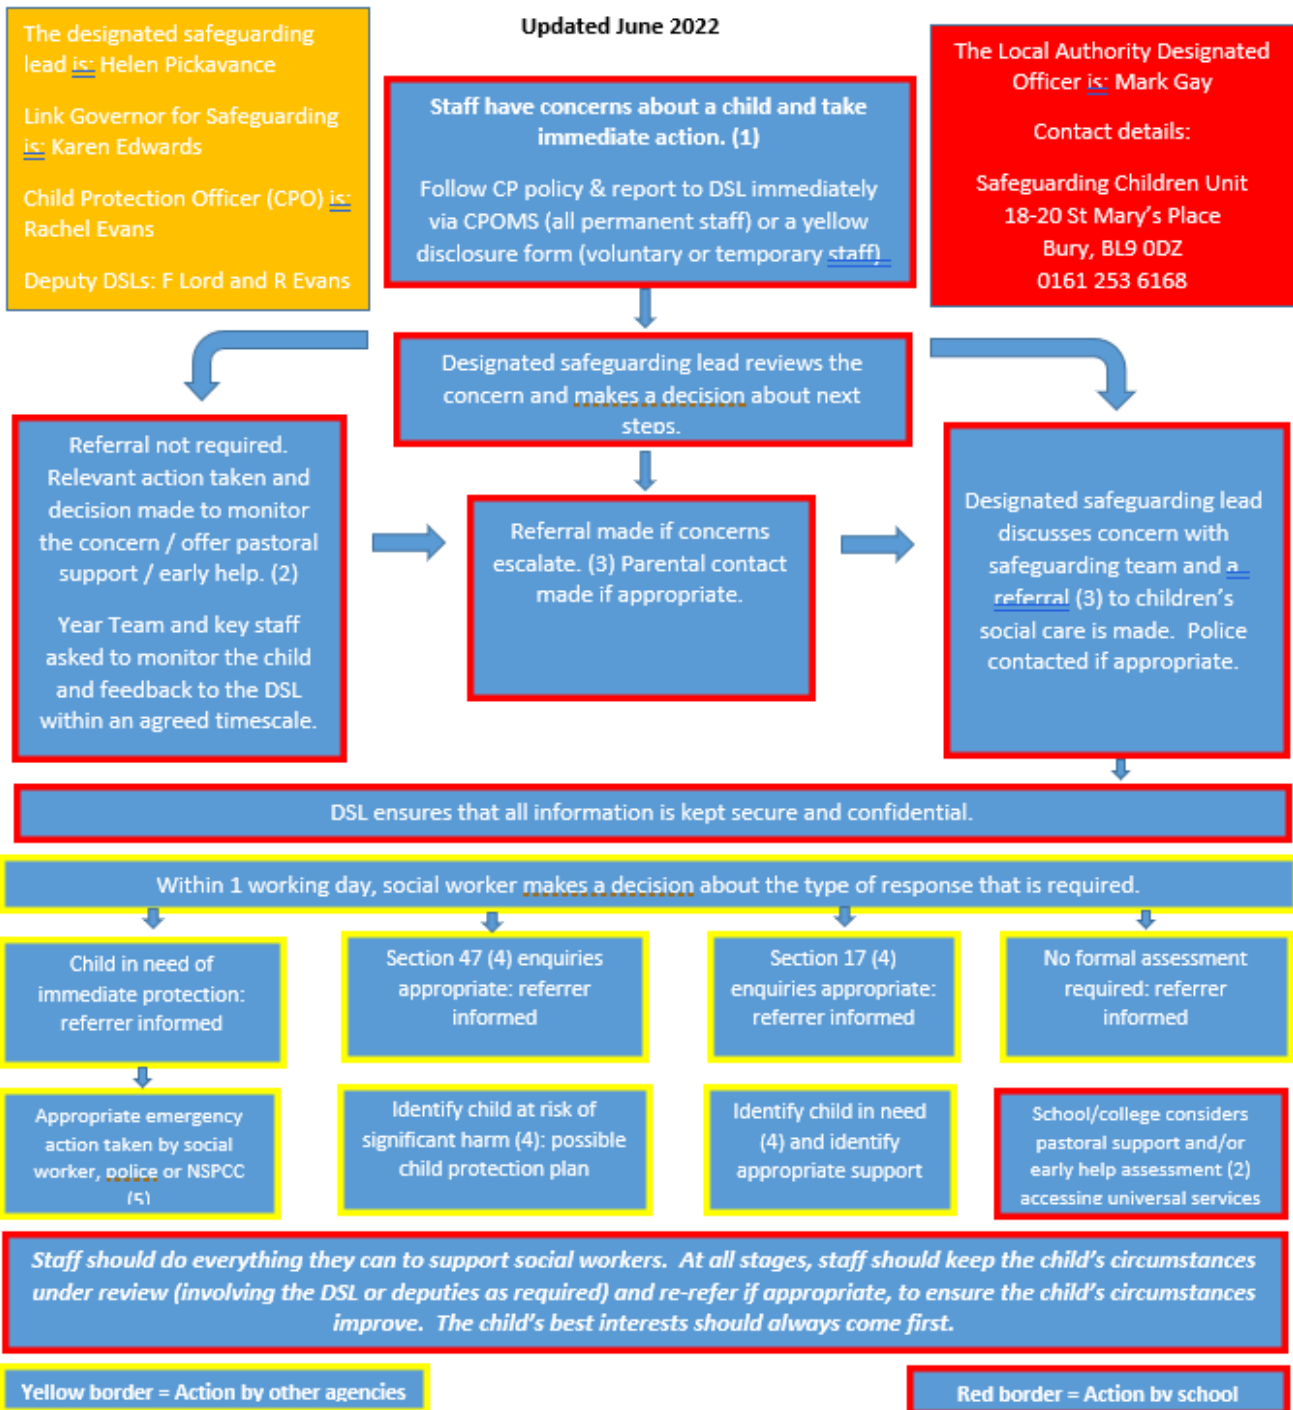 Updated June 2022
The designated safeguarding
lead is: Helen Pickavance
Link Governor for Safeguarding
is: Karen Edwards
Child Protection Officer (CPO) is:
Rachel Evans
Deputy DSLs: F Lord and R Evans
Staff have concerns about a child and take
immediate action. (1)
Follow CP policy & report to DSL immediately
via CPOMS (all permanent staff) or a yellow
disclosure form (voluntary or temporary staff)
The Local Authority Designated
Officer is: Mark Gay
Contact details:
Safeguarding Children Unit
18-20 St Mary's Place
Bury, BL9 0DZ
0161 253 6168
Designated safeguarding lead reviews the
concern and makes a decision about next
steps.
Referral not required.
Relevant action taken and
decision made to monitor
the concern / offer pastoral
support / early help. (2)
Year Team and key staff
asked to monitor the child
and feedback to the DSL
within an agreed timescale.
Referral made if concerns
escalate. (3) Parental contact
made if appropriate.
Designated safeguarding lead
discusses concern with
safeguarding team and a
referral (3) to children's
social care is made.  Police
contacted if appropriate.
DSL ensures that all information is kept secure and confidential.
Within 1 working day, social worker makes a decision about the type of response that is required.
Child in need of
immediate protection:
referrer informed
Section 47 (4) enquiries
appropriate: referrer
informed
Section 17 (4)
enquiries appropriate:
referrer informed
No formal assessment
required: referrer
informed
Appropriate emergency
action taken by social
worker, police or NSPCC
(5)
Identify child at risk of
significant harm (4): possible
child protection plan
Identify child in need
(4) and identify
appropriate support
School/college considers
pastoral support and/or
early help assessment (2)
accessing universal services
Staff should do everything they can to support social workers.  At all stages, staff should keep the child's circumstances
under review (involving the DSL or deputies as required) and re-refer if appropriate, to ensure the child's circumstances
improve.  The child's best interests should always come first.
Yellow border = Action by other agencies
Red border = Action by school